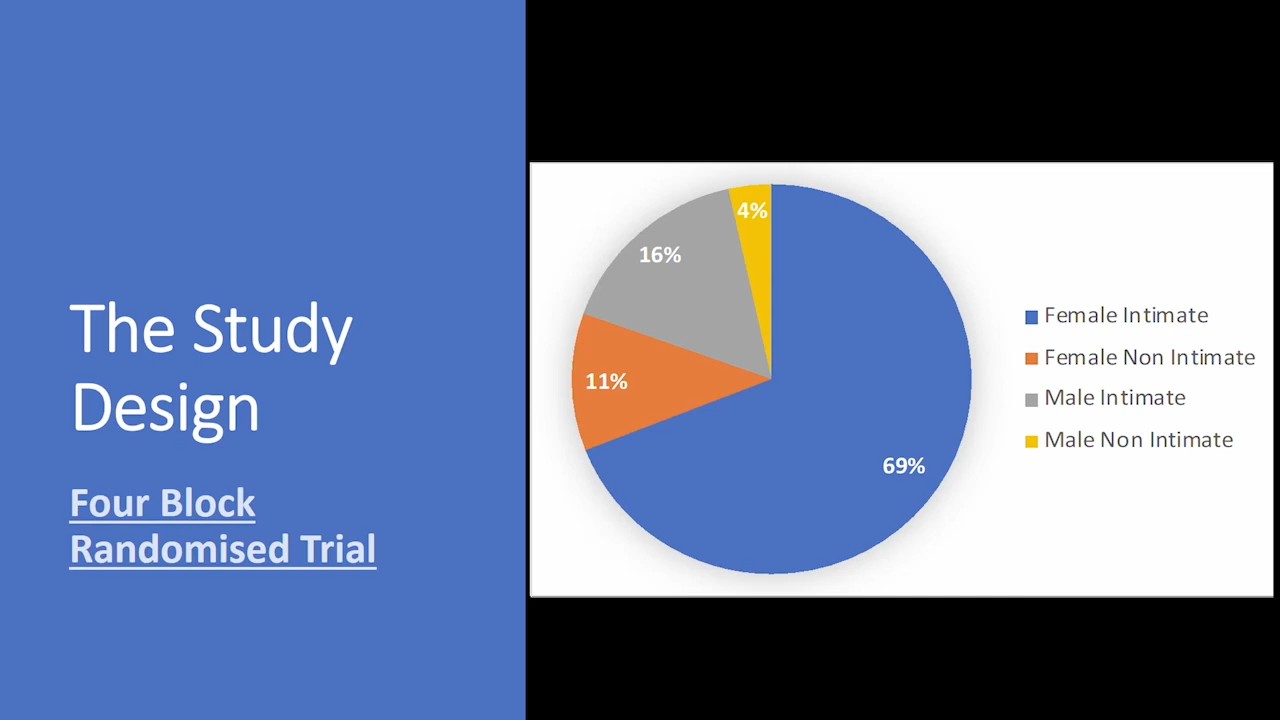 The Study
Design
Four Block
Randomised Trial
4%
16%
11%
69%
Female Intimate
Female Non Intimate
Male Intimate
Male Non Intimate